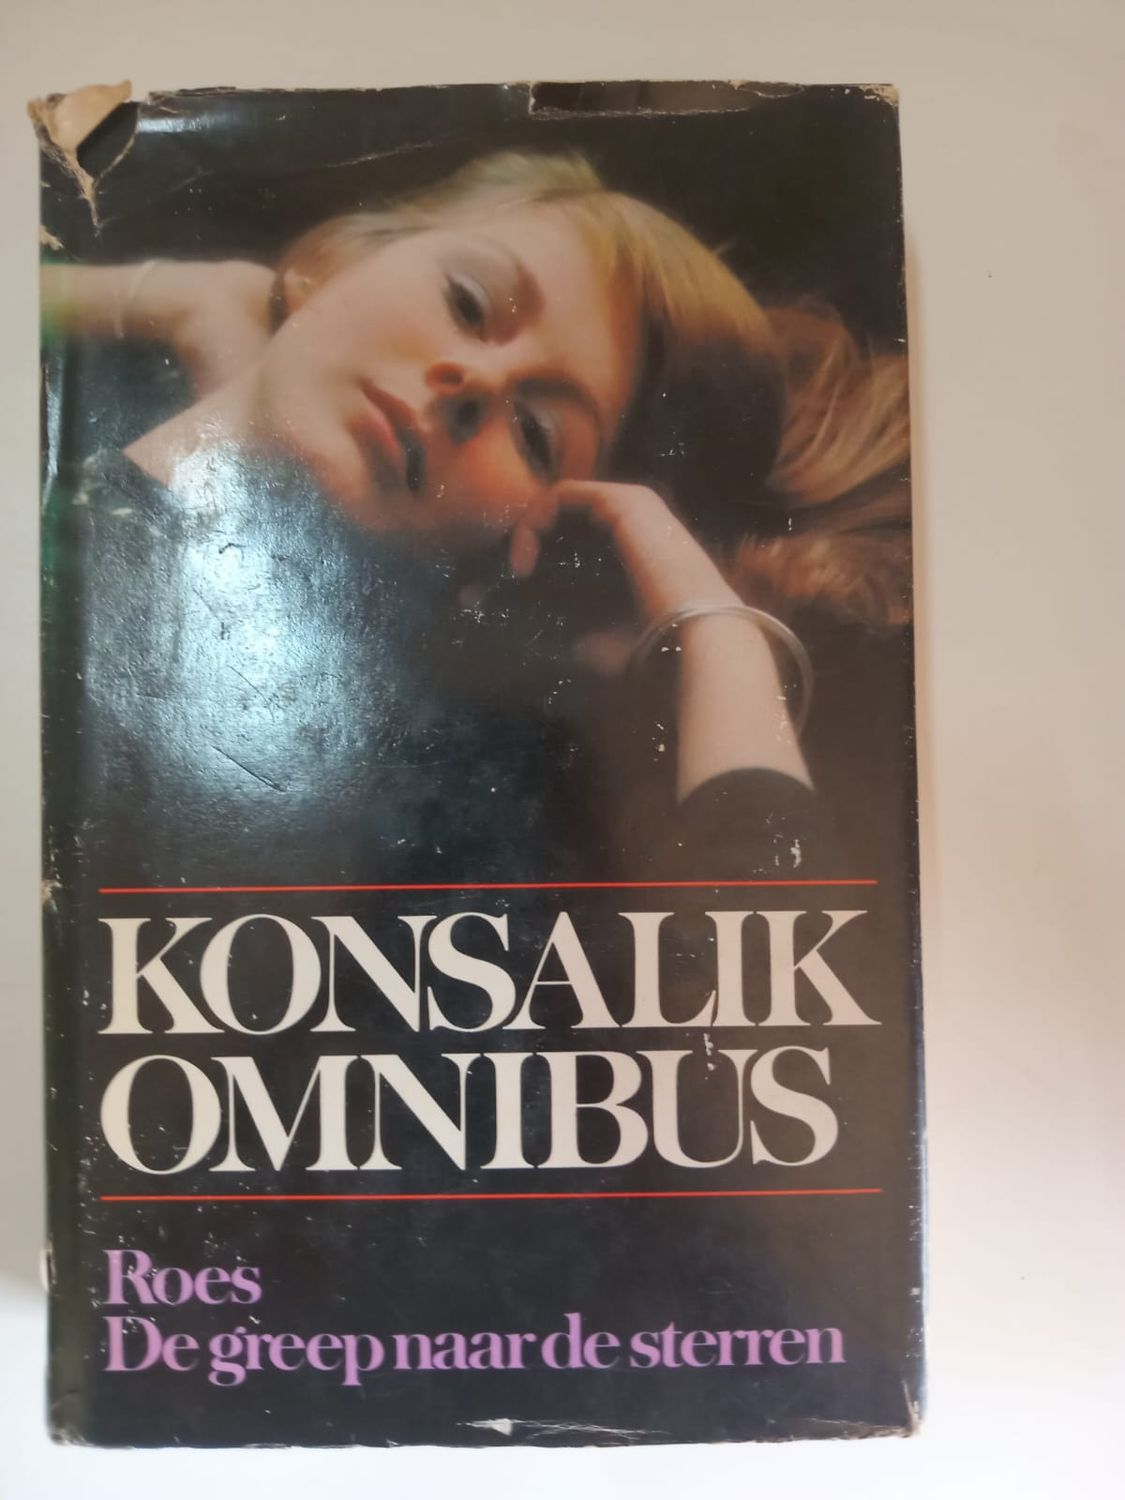 KONSALIK
OMNIBUS
Roes
De greep naar de sterren